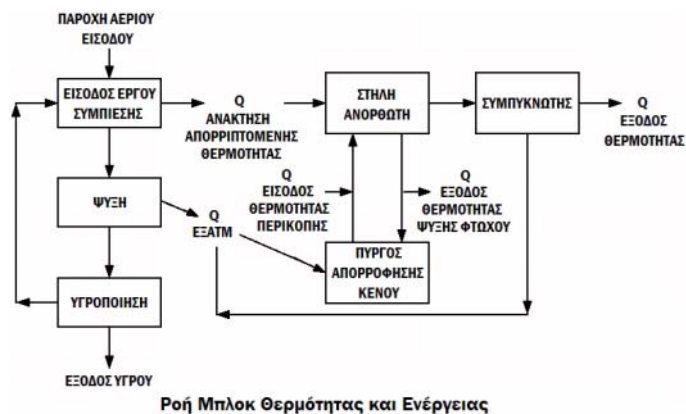 ΠΑΡΟΧΗ ΑΕΡΙΟΥ
ΕΙΣΟΔΟΥ
ΕΙΣΟΔΟΣ ΕΡΓΟΥ
ΣΥΜΠΙΕΣΗΣ
Q
ΑΝΑΚΤΗΣΗ
ΑΠΟΡΡΙΠΤΟΜΕΝΗΣ
ΘΕΡΜΟΤΗΤΑΣ
ΣΤΗΛΗ
ΑΝΟΡΘΩΤΗ
ΣΥΜΠΥΚΝΩΤΗΣ
Q
ΕΞΟΔΟΣ
ΘΕΡΜΟΤΗΤΑΣ
ΨΥΞΗ
Q
ΕΞΑΤΜ
Q
ΕΙΣΟΔΟΣ
ΘΕΡΜΟΤΗΤΑΣ
ΠΕΡΙΚΟΠΗΣ
Q
ΕΞΟΔΟΣ
ΘΕΡΜΟΤΗΤΑΣ
ΨΥΞΗΣ ΦΤΩΧΟΥ
ΠΥΡΓΟΣ
ΑΠΟΡΡΟΦΗΣΗΣ
ΚΕΝΟΥ
ΥΓΡΟΠΟΙΗΣΗ
ΕΞΟΔΟΣ ΥΓΡΟΥ
Ροή Μπλοκ Θερμότητας και Ενέργειας